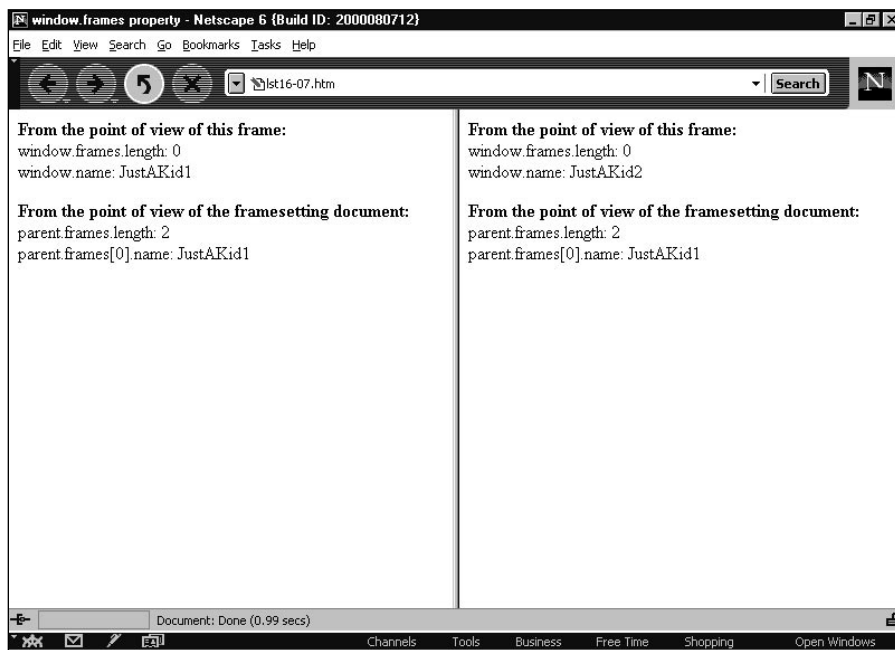 window.frames property - Netscape 6 {Build ID: 2000080712}
File Edit View Search Go Bookmarks Tasks Help
lst16-07.htm Search N
From the point of view of this frame:
window.frames.length: 0
window.name: JustAKid1
From the point of view of the framesetting document:
parent.frames.length: 2
parent.frames[0].name: JustAKid1
From the point of view of this frame:
window.frames.length: 0
window.name: JustAKid2
From the point of view of the framesetting document:
parent.frames.length: 2
parent.frames[0].name: JustAKid1
Document: Done (0.99 secs)
Channels Tools Business Free Time Shopping Open Windows